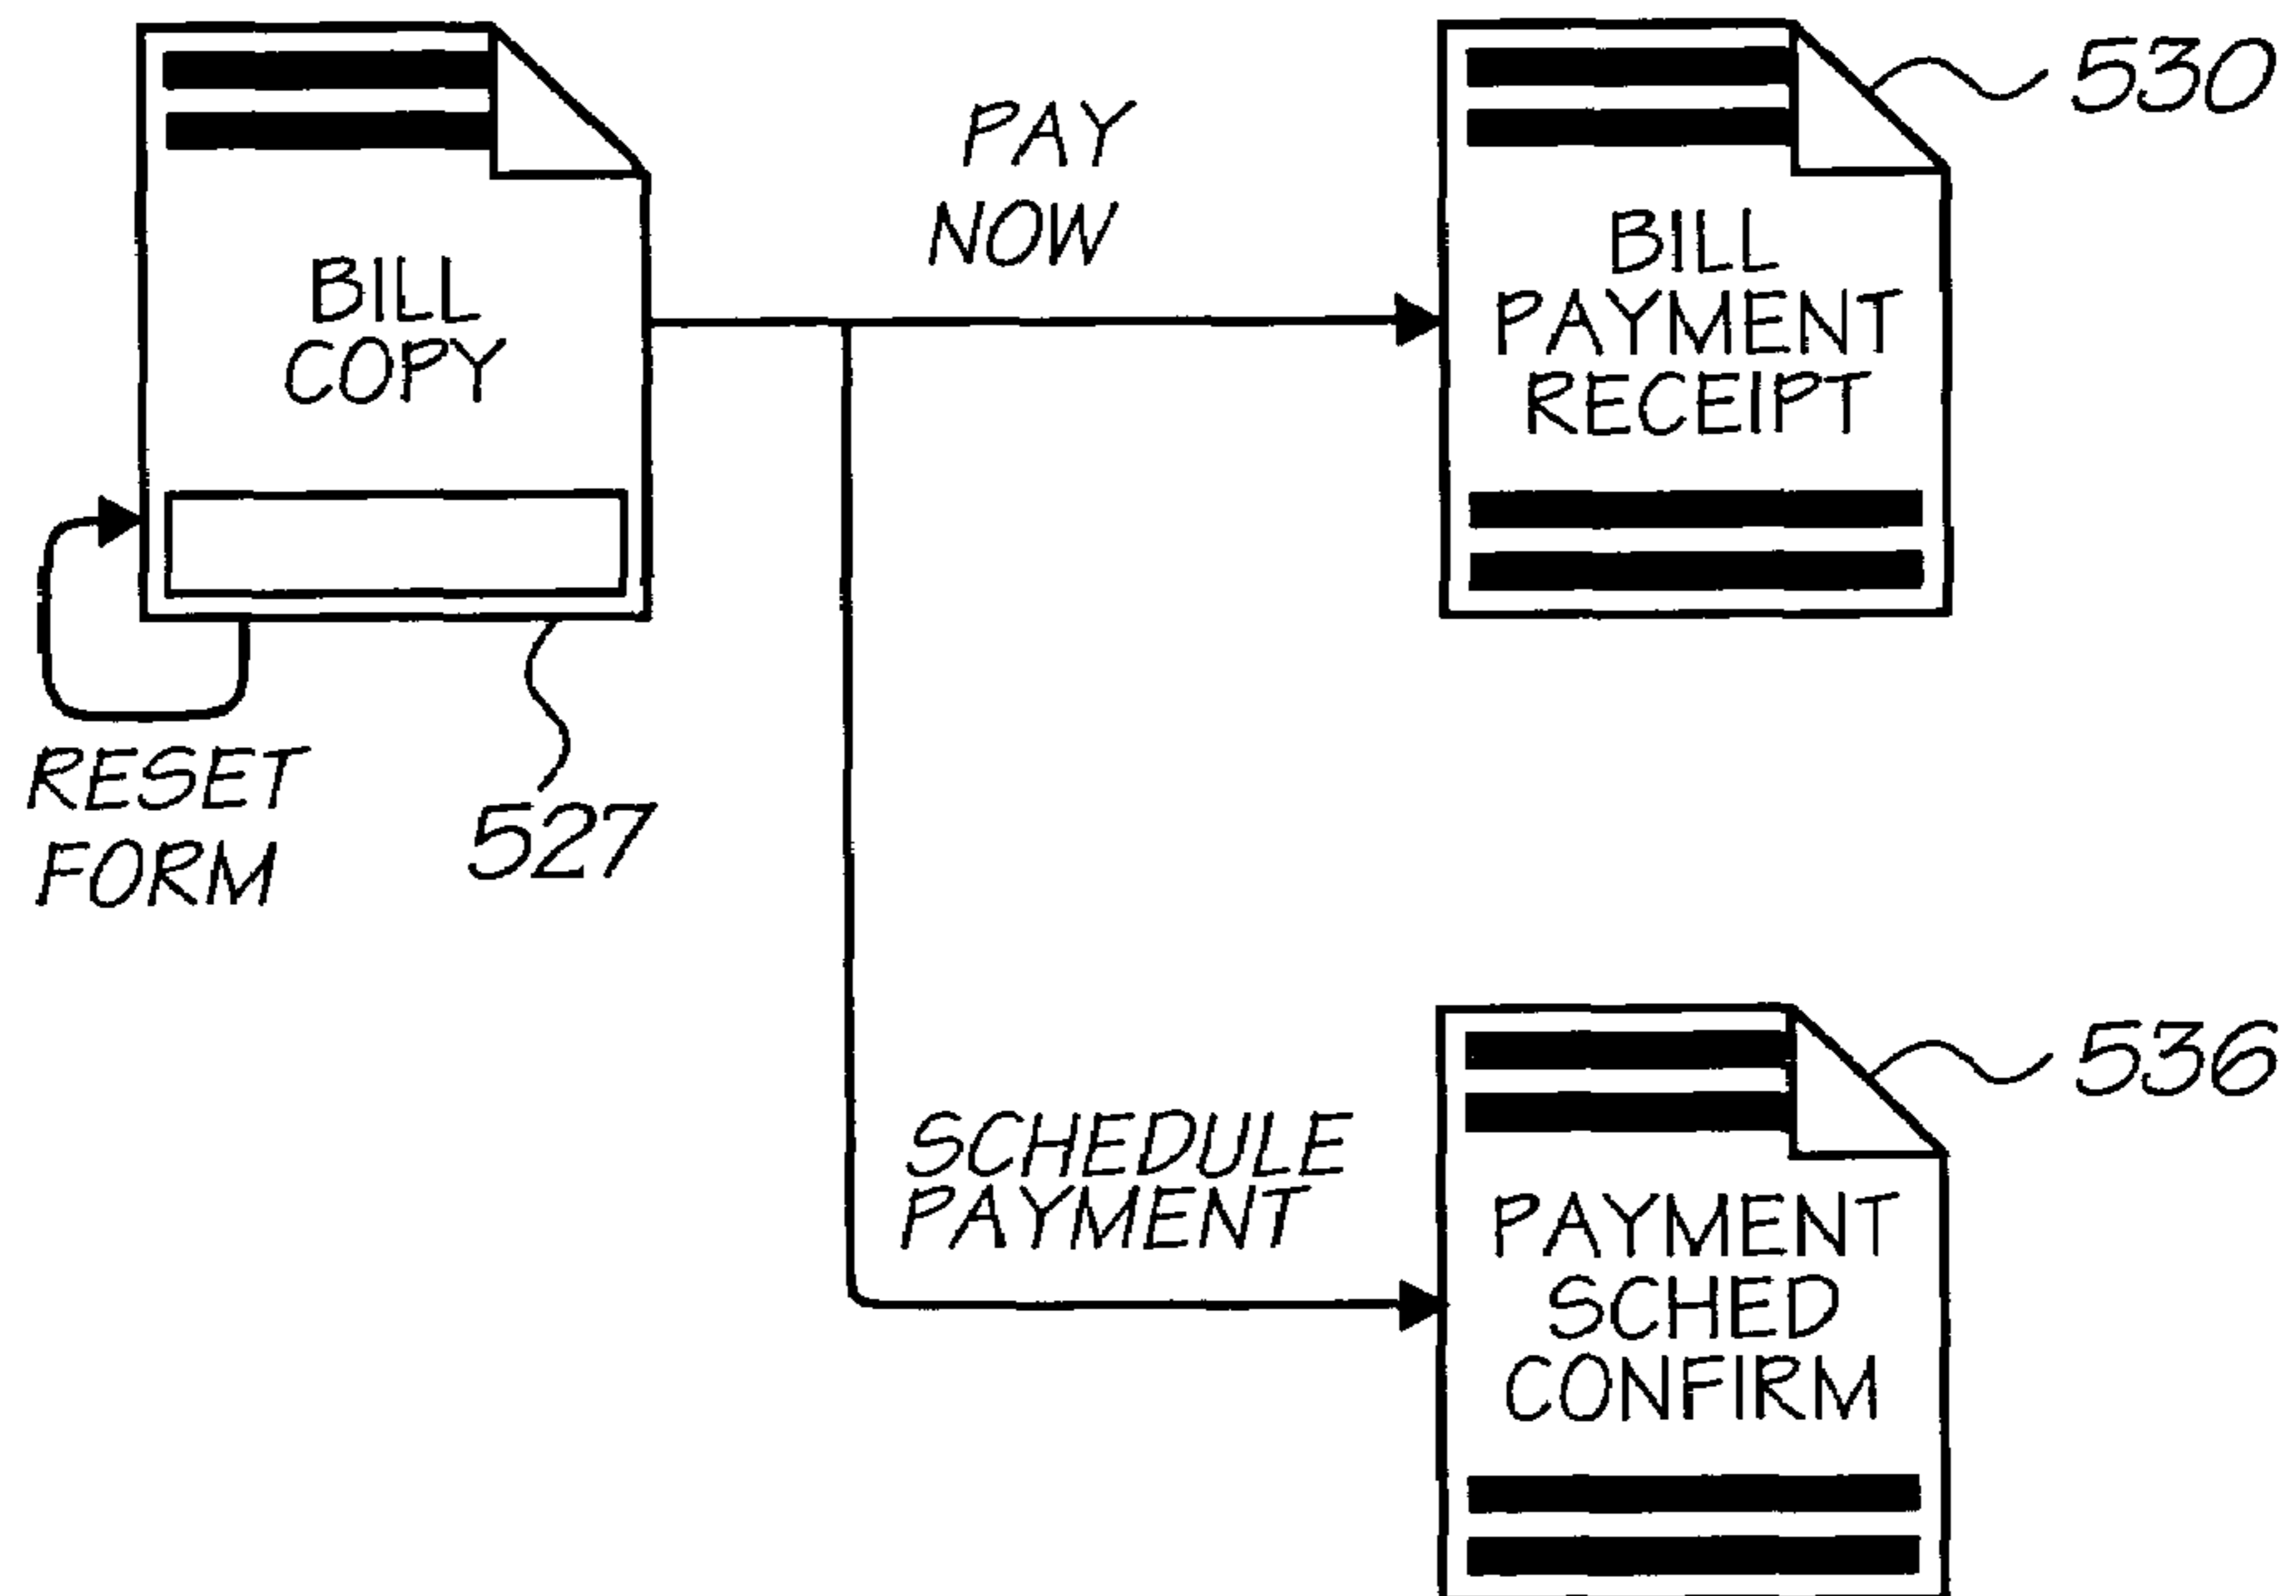 530
PAY
NOW
BILL
COPY
BILL
PAYMENT
RECEIPT
RESET
FORM
527
536
SCHEDULE
PAYMENT
PAYMENT
SCHED
CONFIRM